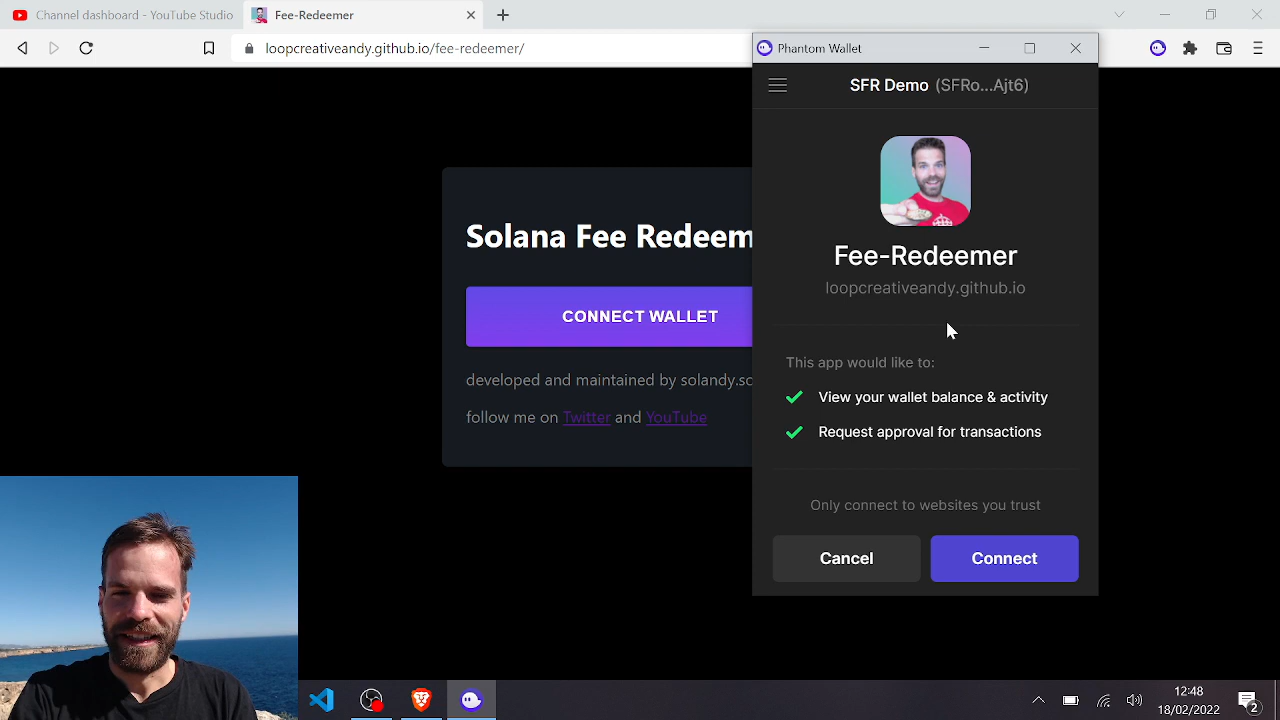 Channel dashboard - YouTube Studio
Fee-Redeemer
loopcreativeandy.github.io/fee-redeemer/
Phantom Wallet
SFR Demo (SFRo...Ajt6)
Solana Fee Redeem
CONNECT WALLET
developed and maintained by solandy.so
follow me on Twitter and YouTube
Fee-Redeemer
loopcreativeandy.github.io
This app would like to:
View your wallet balance & activity
Request approval for transactions
Only connect to websites you trust
Cancel
Connect
12:48
18/02/2022
2